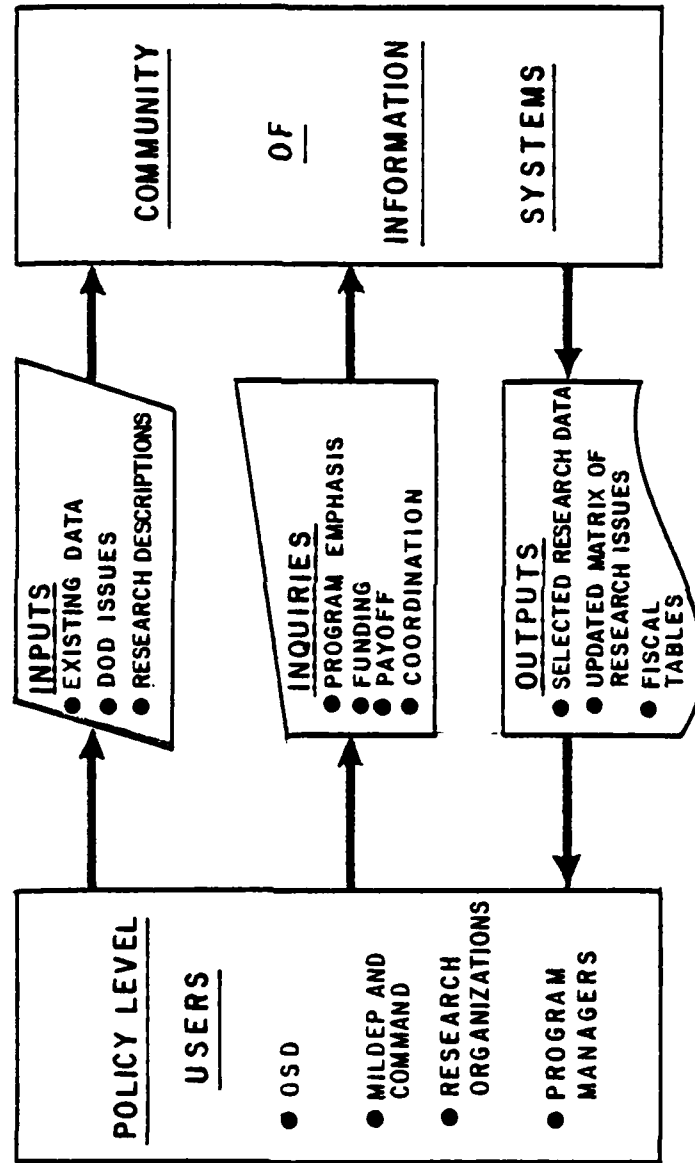 POLICY LEVEL
USERS
● OSD
● MILDEP AND
COMMAND
● RESEARCH
ORGANIZATIONS
● PROGRAM
MANAGERS
INPUTS
● EXISTING DATA
● DOD ISSUES
● RESEARCH DESCRIPTIONS
INQUIRIES
● PROGRAM EMPHASIS
● FUNDING
● PAYOFF
● COORDINATION
OUTPUTS
● SELECTED RESEARCH DATA
● UPDATED MATRIX OF
RESEARCH ISSUES
● FISCAL
TABLES
COMMUNITY
OF
INFORMATION
SYSTEMS